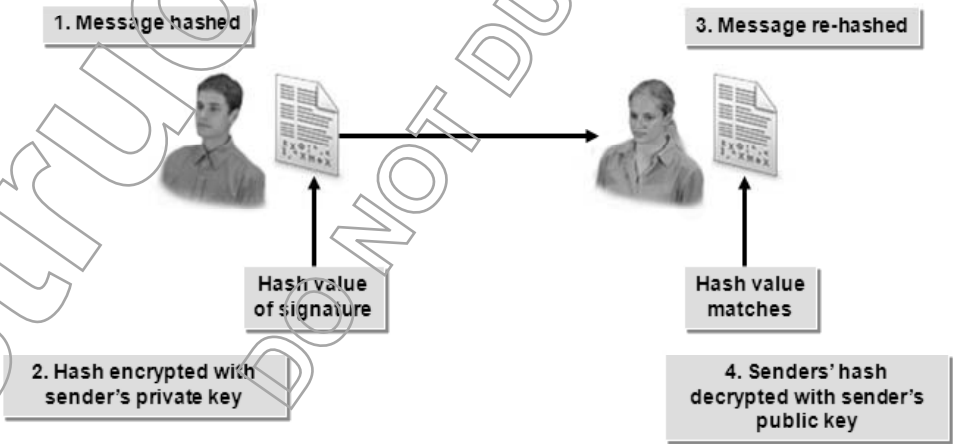 1. Message hashed
3. Message re-hashed
Hash value
of signature
Hash value
matches
2. Hash encrypted with
sender's private key
4. Senders' hash
decrypted with sender's
public key
DO NOT DU